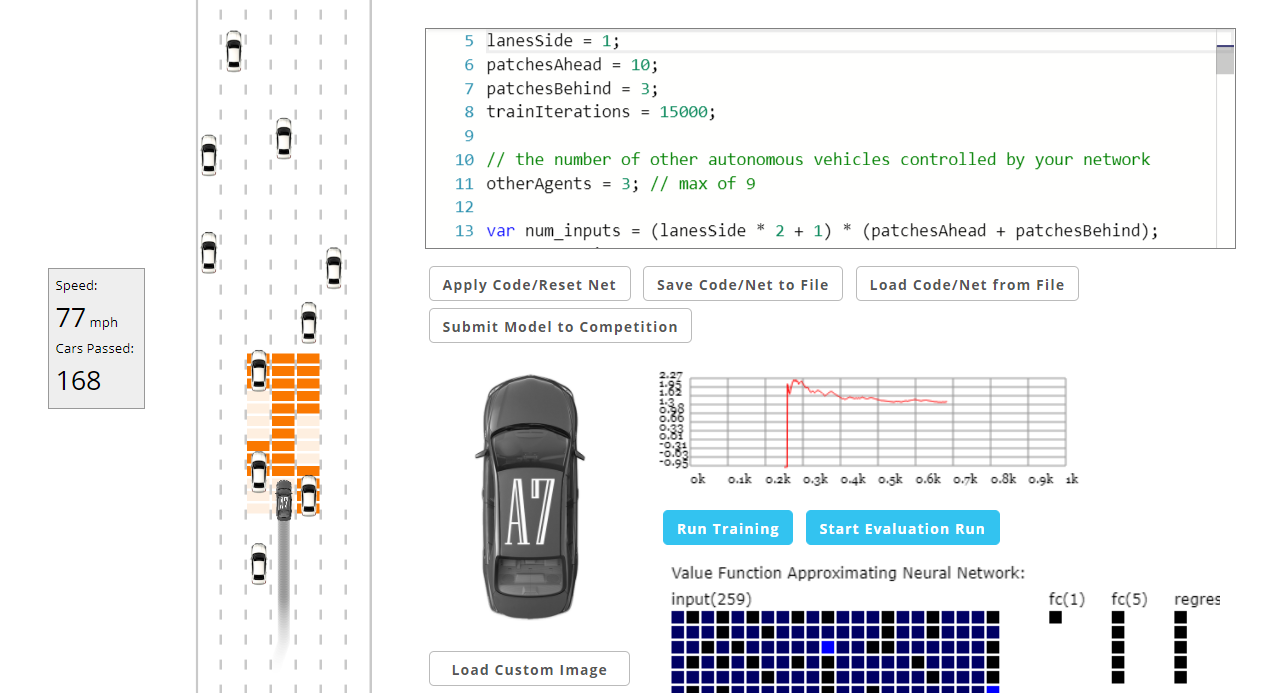 Speed:
77 mph
Cars Passed:
168
5 lanesSide = 1;
6 patchesAhead = 10;
7 patchesBehind = 3;
8 trainIterations = 15000;
9
10 // the number of other autonomous vehicles controlled by your network
11 otherAgents = 3; // max of 9
12
13 var num_inputs = (lanesSide * 2 + 1) * (patchesAhead + patchesBehind);
Apply Code/Reset Net
Save Code/Net to File
Load Code/Net from File
Submit Model to Competition
A7
Load Custom Image
2.27
1.95
1.62
1.3
0.98
0.66
0.33
0.01
-0.31
-0.63
-0.95
0k 0.1k 0.2k 0.3k 0.4k 0.5k 0.6k 0.7k 0.8k 0.9k 1k
Run Training
Start Evaluation Run
Value Function Approximating Neural Network:
input(259) fc(1) fc(5) regres